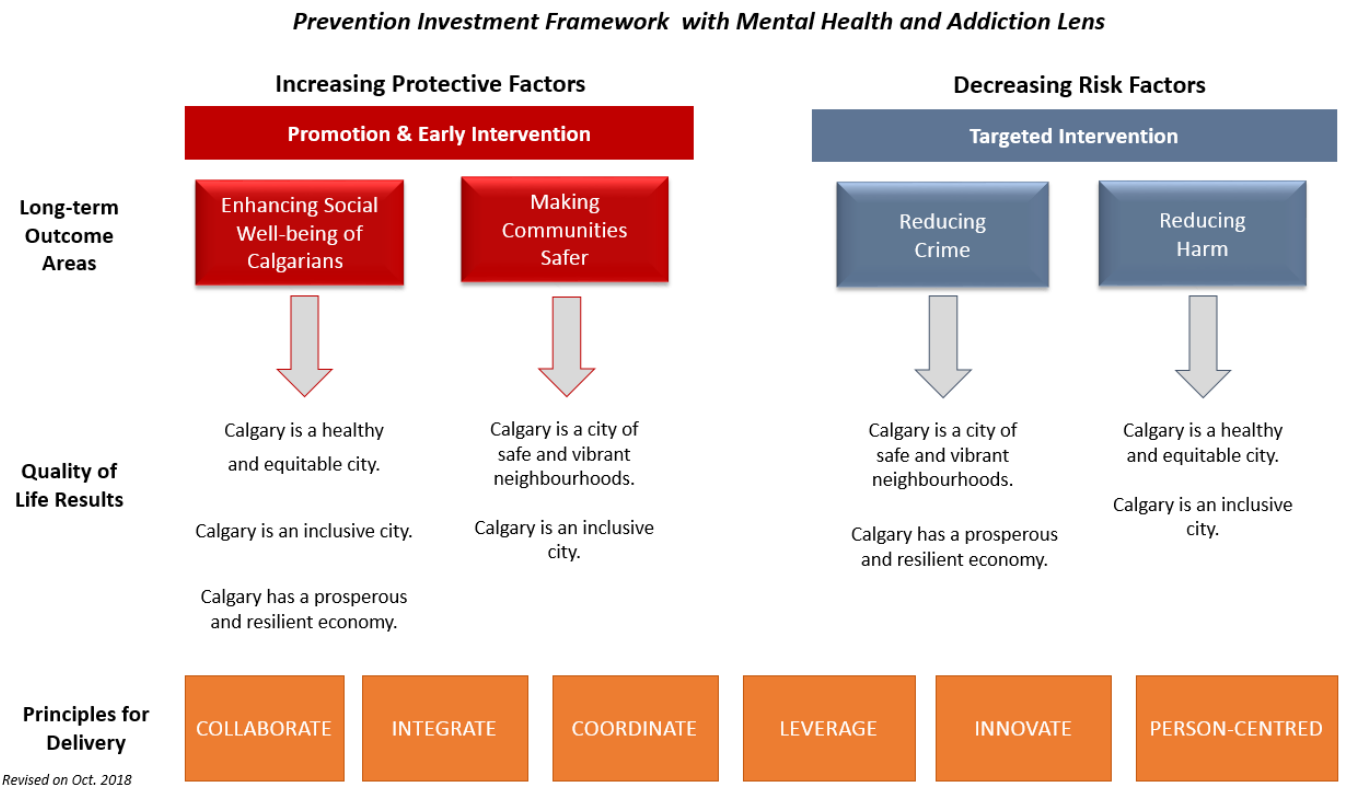 Prevention Investment Framework with Mental Health and Addiction Lens
Increasing Protective Factors
Decreasing Risk Factors
Promotion & Early Intervention
Targeted Intervention
Long-term
Outcome
Areas
Enhancing Social
Well-being of
Calgarians
Making
Communities
Safer
Reducing
Crime
Reducing
Harm
Quality of
Life Results
Calgary is a healthy
and equitable city.
Calgary is an inclusive city.
Calgary has a prosperous
and resilient economy.
Calgary is a city of
safe and vibrant
neighbourhoods.
Calgary is an inclusive
city.
Calgary is a city of
safe and vibrant
neighbourhoods.
Calgary has a prosperous
and resilient economy.
Calgary is a healthy
and equitable city.
Calgary is an inclusive
city.
Principles for
Delivery
COLLABORATE
INTEGRATE
COORDINATE
LEVERAGE
INNOVATE
PERSON-CENTRED
Revised on Oct. 2018